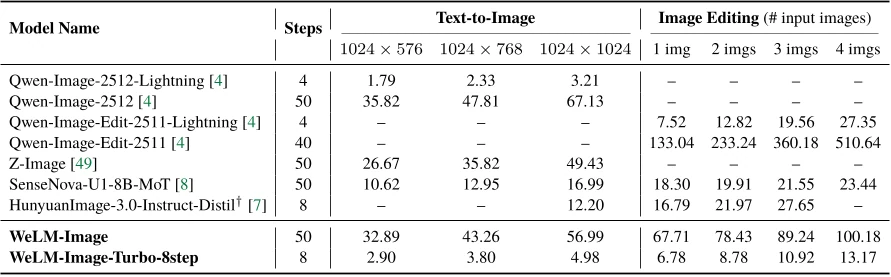 Model Name Steps Text-to-Image Image Editing (# input images)
1024 × 576 1024 × 768 1024 × 1024 1 img 2 imgs 3 imgs 4 imgs
Qwen-Image-2512-Lightning [4] 4 1.79 2.33 3.21 – – – –
Qwen-Image-2512 [4] 50 35.82 47.81 67.13 – – – –
Qwen-Image-Edit-2511-Lightning [4] 4 – – – 7.52 12.82 19.56 27.35
Qwen-Image-Edit-2511 [4] 40 – – – 133.04 233.24 360.18 510.64
Z-Image [49] 50 26.67 35.82 49.43 – – – –
SenseNova-U1-8B-MoT [8] 50 10.62 12.95 16.99 18.30 19.91 21.55 23.44
HunyuanImage-3.0-Instruct-Distil† [7] 8 – – 12.20 16.79 21.97 27.65 –
WeLM-Image 50 32.89 43.26 56.99 67.71 78.43 89.24 100.18
WeLM-Image-Turbo-8step 8 2.90 3.80 4.98 6.78 8.78 10.92 13.17